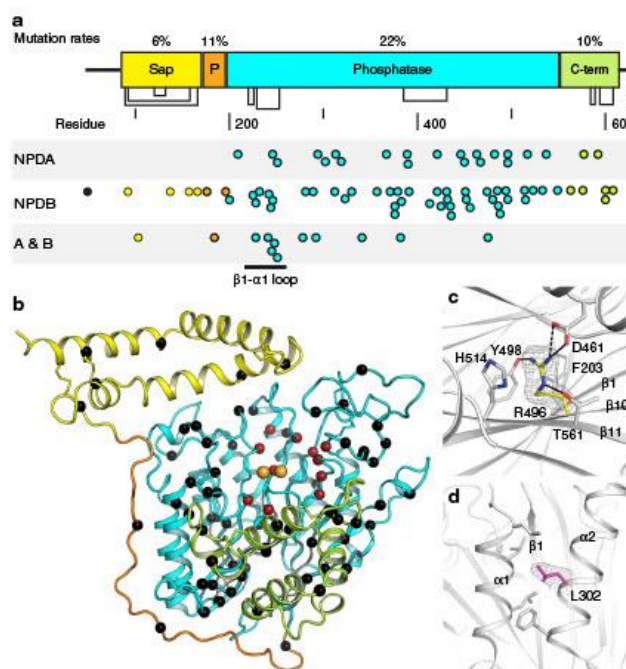 a
Mutation rates 6% 11% 22% 10%
Sap P Phosphatase C-term
Residue 200 400 60
NPDA
NPDB
A & B
β1-α1 loop
b
c
H514 Y498 D461
F203
β1
R496 β10
T561 β11
d
β1 α2
α1
L302